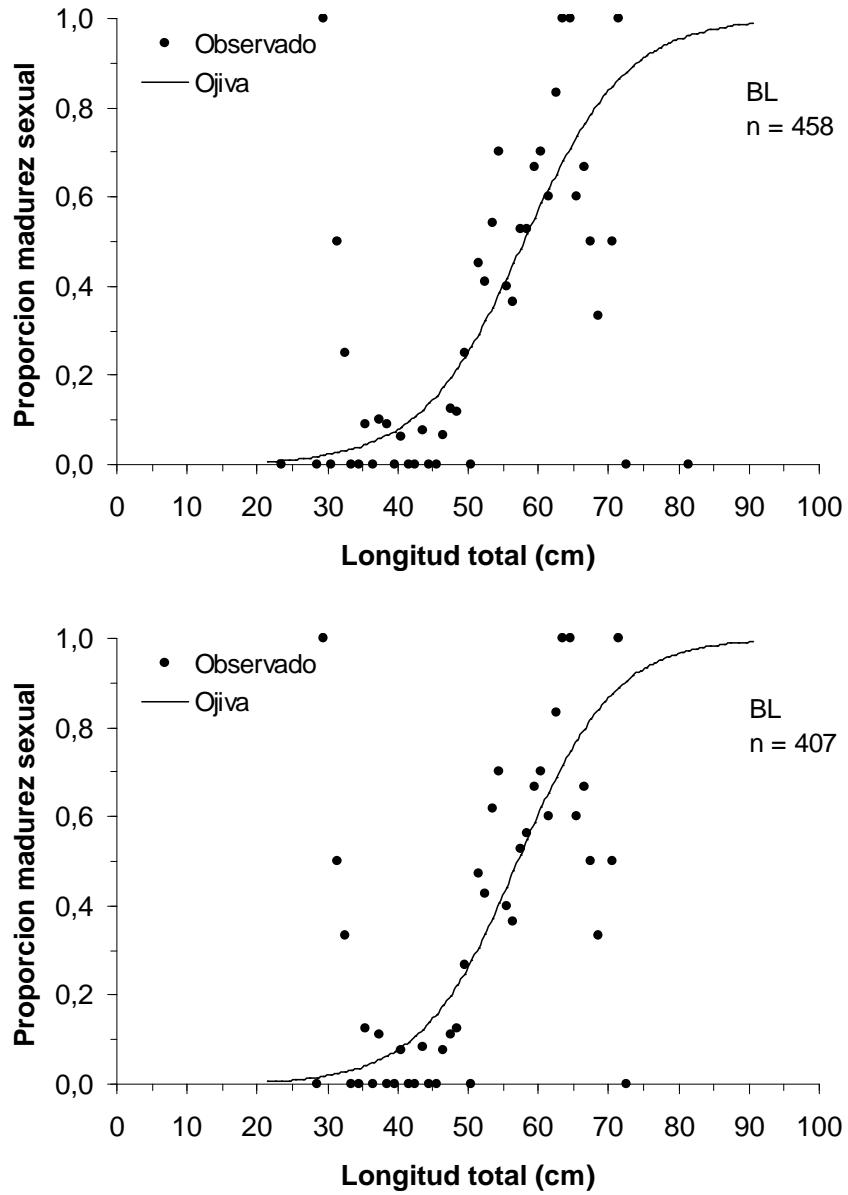 1,0
Observado
Ojiva
BL
n = 458
0,8
0,6
0,4
0,2
0,0
Proporcion madurez sexual
0 10 20 30 40 50 60 70 80 90 100
Longitud total (cm)
1,0
Observado
Ojiva
BL
n = 407
0,8
0,6
0,4
0,2
0,0
Proporcion madurez sexual
0 10 20 30 40 50 60 70 80 90 100
Longitud total (cm)